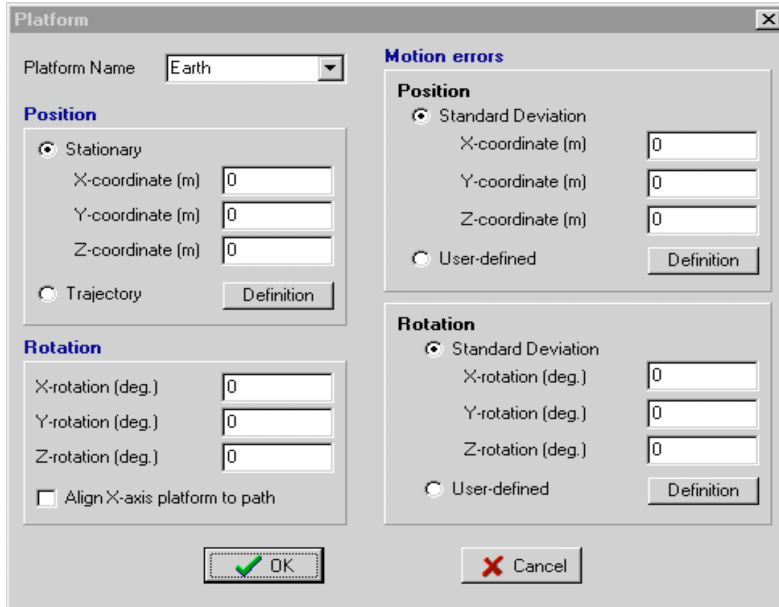 Platform
Platform Name Earth
Position
Stationary
X-coordinate (m) 0
Y-coordinate (m) 0
Z-coordinate (m) 0
Trajectory Definition
Rotation
X-rotation (deg.) 0
Y-rotation (deg.) 0
Z-rotation (deg.) 0
Align X-axis platform to path
Motion errors
Position
Standard Deviation
X-coordinate (m) 0
Y-coordinate (m) 0
Z-coordinate (m) 0
User-defined Definition
Rotation
Standard Deviation
X-rotation (deg.) 0
Y-rotation (deg.) 0
Z-rotation (deg.) 0
User-defined Definition
OK Cancel